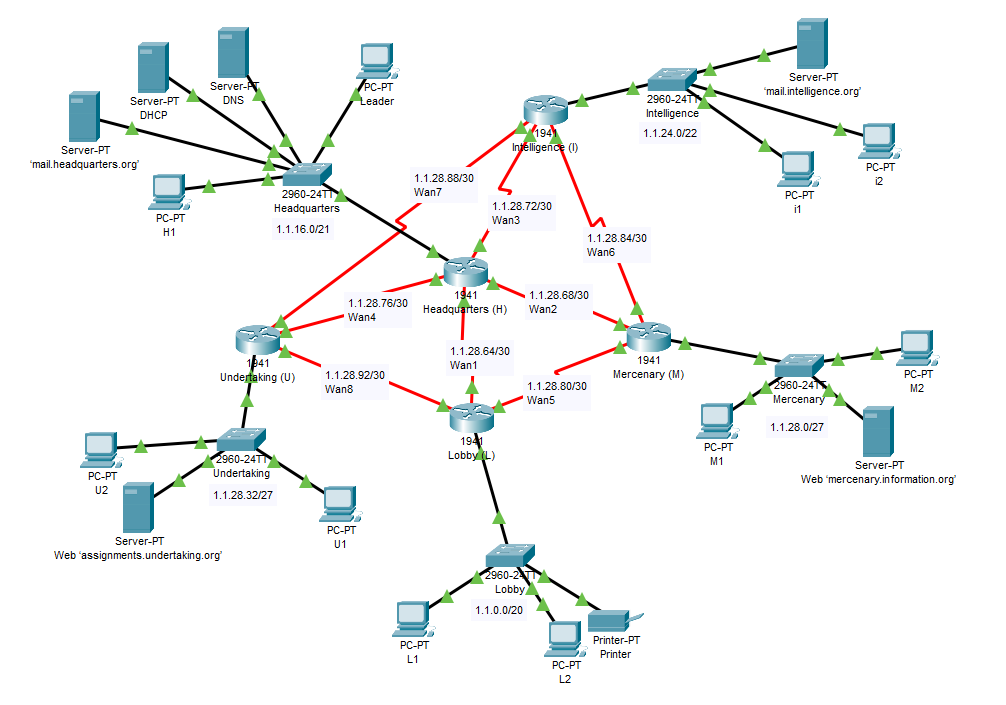 Server-PT
DHCP
Server-PT
DNS
PC-PT
Leader
Server-PT
‘mail.headquarters.org’
PC-PT
H1
2960-24TT
Headquarters
1.1.16.0/21
Server-PT
‘mail.intelligence.org’
2960-24TT
Intelligence
1.1.24.0/22
PC-PT
i2
PC-PT
i1
1941
Intelligence (I)
1.1.28.88/30
Wan7
1.1.28.72/30
Wan3
1.1.28.84/30
Wan6
1941
Headquarters (H)
1.1.28.76/30
Wan4
1.1.28.68/30
Wan2
1941
Undertaking (U)
1.1.28.64/30
Wan1
1941
Mercenary (M)
1.1.28.92/30
Wan8
1.1.28.80/30
Wan5
1941
Lobby (L)
PC-PT
M2
2960-24TT
Mercenary
1.1.28.0/27
PC-PT
M1
Server-PT
Web ‘mercenary.information.org’
2960-24TT
Undertaking
1.1.28.32/27
PC-PT
U2
Server-PT
Web ‘assignments.undertaking.org’
PC-PT
U1
2960-24TT
Lobby
1.1.0.0/20
PC-PT
L1
PC-PT
L2
Printer-PT
Printer